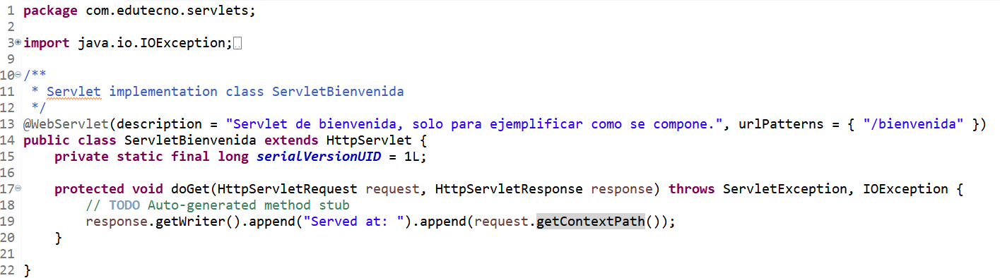 1 package com.edutecno.servlets;
2
3 import java.io.IOException;
9
10 /**
11  * Servlet implementation class ServletBienvenida
12  */
13 @WebServlet(description = "Servlet de bienvenida, solo para ejemplificar como se compone.", urlPatterns = { "/bienvenida" })
14 public class ServletBienvenida extends HttpServlet {
15     private static final long serialVersionUID = 1L;
16
17     protected void doGet(HttpServletRequest request, HttpServletResponse response) throws ServletException, IOException {
18         // TODO Auto-generated method stub
19         response.getWriter().append("Served at: ").append(request.getContextPath());
20     }
21
22 }